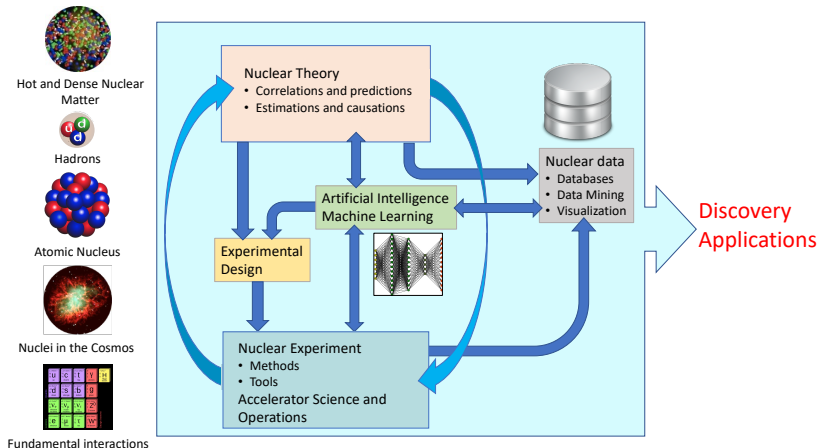 Hot and Dense Nuclear
Matter
d
u
d
Hadrons
Atomic Nucleus
Nuclei in the Cosmos
u c t γ H
d s b g
e μ τ W
Fundamental interactions
Nuclear Theory
• Correlations and predictions
• Estimations and causations
Artificial Intelligence
Machine Learning
Experimental
Design
Nuclear Experiment
• Methods
• Tools
Accelerator Science and
Operations
Nuclear data
• Databases
• Data Mining
• Visualization
Discovery
Applications